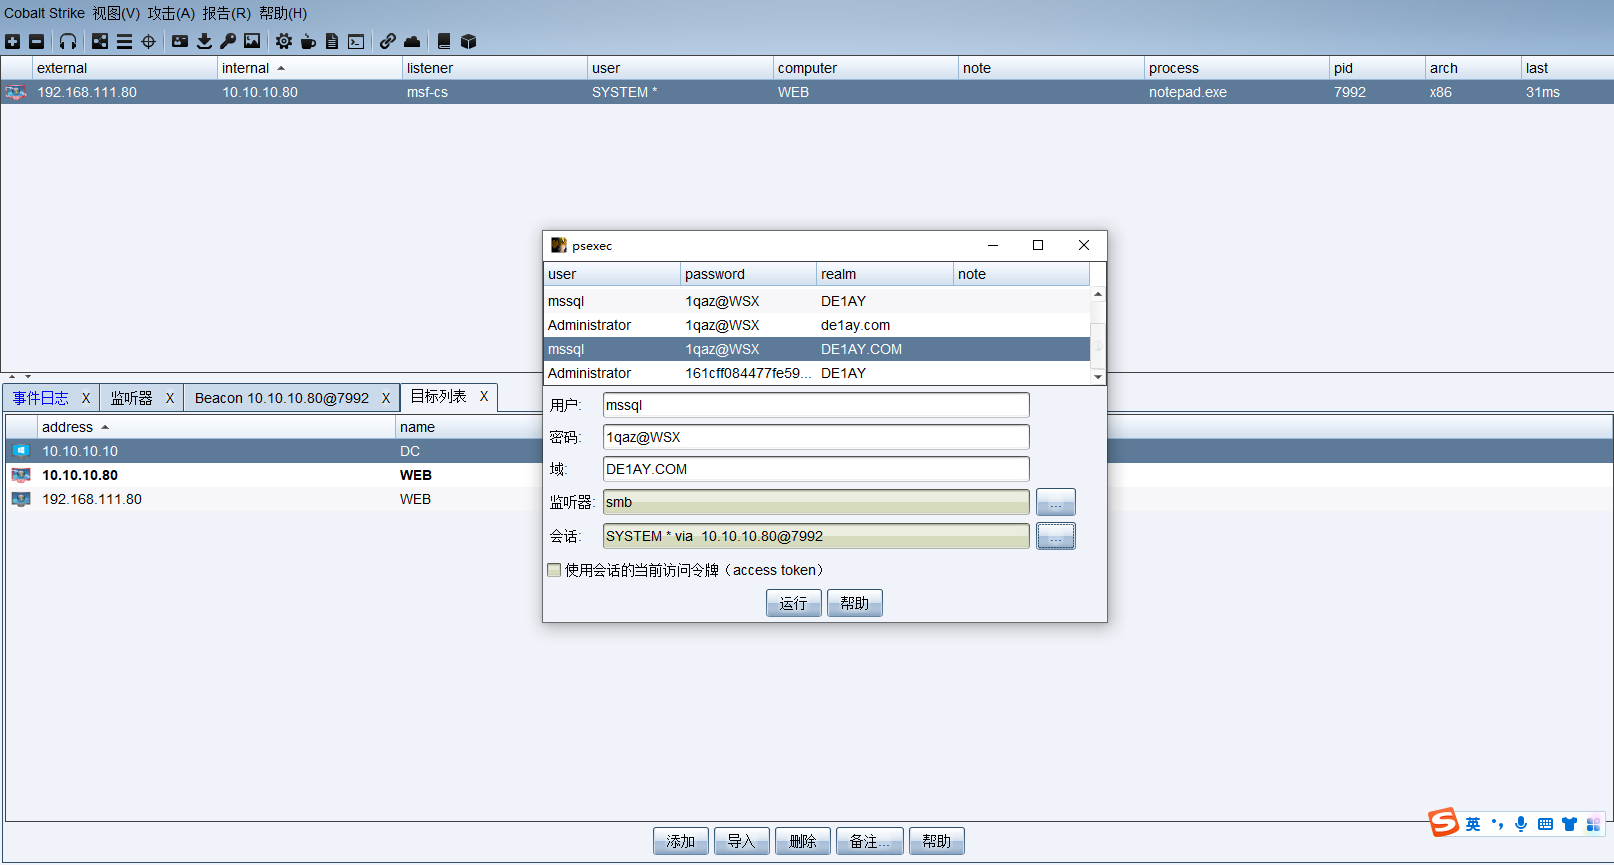 Cobalt Strike 视图(V) 攻击(A) 报告(R) 帮助(H)
external internal listener user computer note process pid arch last
192.168.111.80 10.10.10.80 msf-cs SYSTEM * WEB notepad.exe 7992 x86 31ms
psexec
user password realm note
mssql 1qaz@WSX DE1AY
Administrator 1qaz@WSX de1ay.com
mssql 1qaz@WSX DE1AY.COM
Administrator 161cff084477fe59... DE1AY
用户: mssql
密码: 1qaz@WSX
域: DE1AY.COM
监听器: smb ...
会话: SYSTEM * via 10.10.10.80@7992 ...
使用会话的当前访问令牌（access token）
运行 帮助
事件日志 X 监听器 X Beacon 10.10.10.80@7992 X 目标列表 X
address name
10.10.10.10 DC
10.10.10.80 WEB
192.168.111.80 WEB
添加 导入 删除 备注... 帮助
S 英